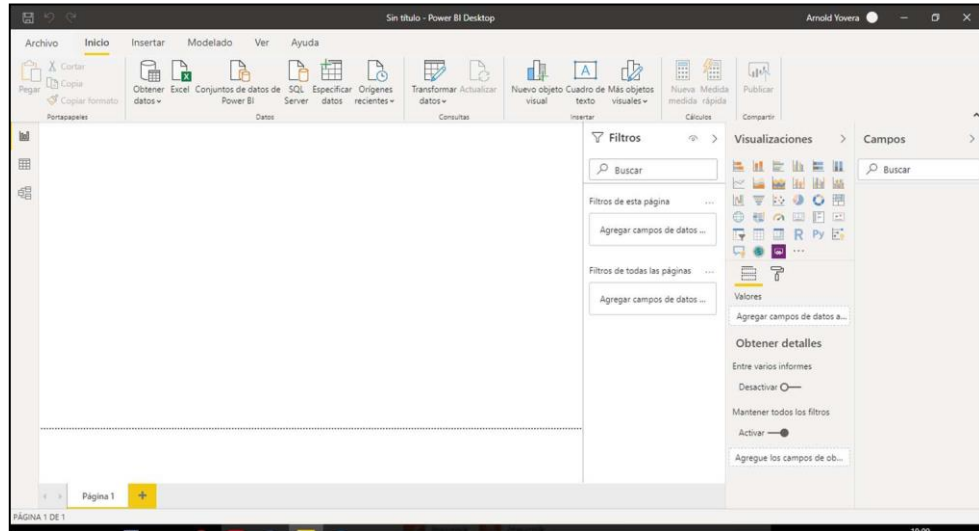 Sin título - Power BI Desktop
Arnold Yovera
Archivo Inicio Insertar Modelado Ver Ayuda
Pegar
Cortar
Copia
Copiar formato
Portapapeles
Obtener datos
Excel
Conjuntos de datos de Power BI
SQL Server
Especificar datos
Orígenes recientes
Datos
Transformar datos
Actualizar
Consultas
Nuevo objeto visual
Cuadro de texto
Más objetos visuales
Insertar
Nueva medida
Medida rápida
Cálculos
Publicar
Compartir
Filtros
Buscar
Filtros de esta página ...
Agregar campos de datos ...
Filtros de todas las páginas ...
Agregar campos de datos ...
Visualizaciones
R Py
...
Valores
Agregar campos de datos a...
Obtener detalles
Entre varios informes
Desactivar
Mantener todos los filtros
Activar
Agregue los campos de ob...
Campos
Buscar
Página 1
PÁGINA 1 DE 1